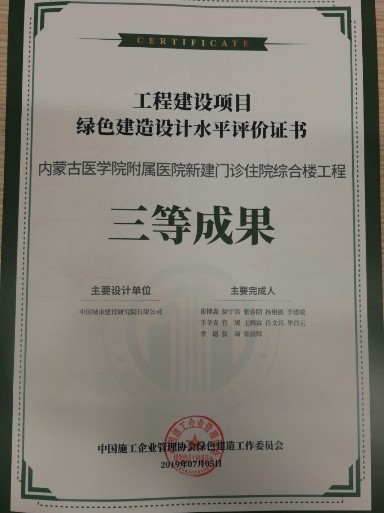 CERTIFICATE
工程建设项目
绿色建造设计水平评价证书
内蒙古医学院附属医院新建门诊住院综合楼工程
三等成果
主要设计单位
主要完成人
中国城市建设研究院有限公司
中国施工企业管理协会绿色建造工作委员会
2019年07月05日